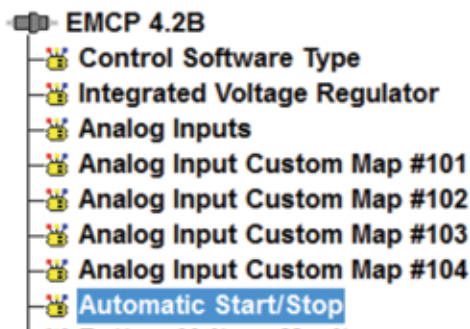 EMCP 4.2B
Control Software Type
Integrated Voltage Regulator
Analog Inputs
Analog Input Custom Map #101
Analog Input Custom Map #102
Analog Input Custom Map #103
Analog Input Custom Map #104
Automatic Start/Stop